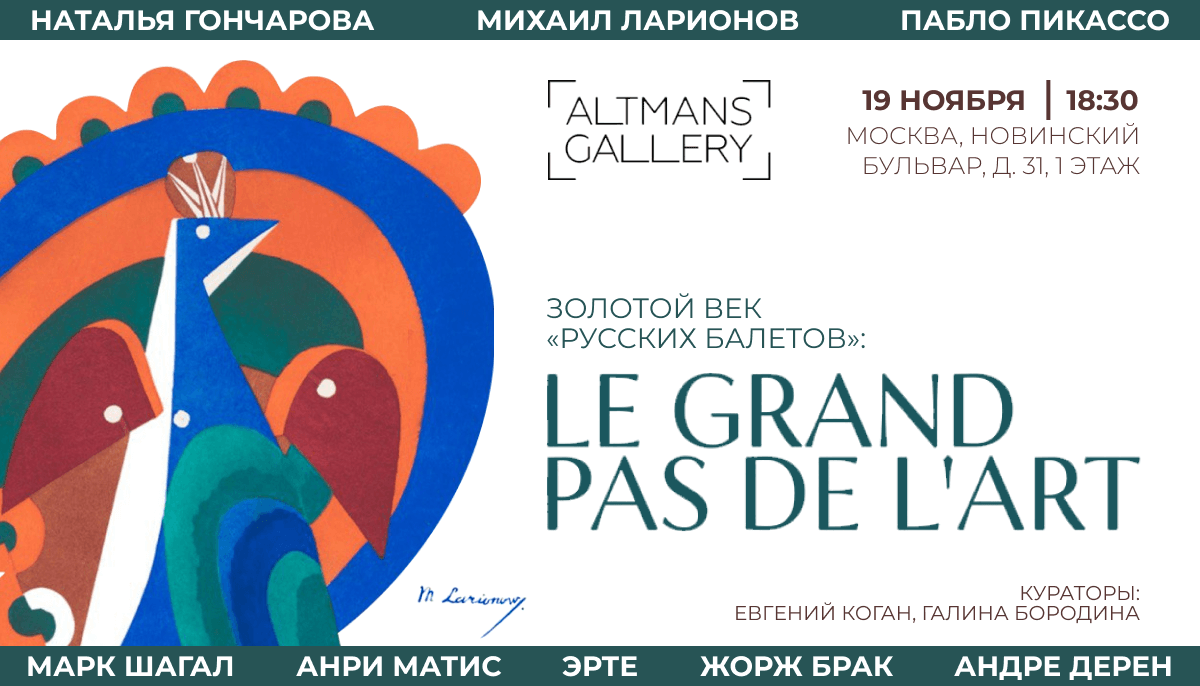 НАТАЛЬЯ ГОНЧАРОВА МИХАИЛ ЛАРИОНОВ ПАБЛО ПИКАССО
ALTMANS
GALLERY
19 НОЯБРЯ | 18:30
МОСКВА, НОВИНСКИЙ
БУЛЬВАР, Д. 31, 1 ЭТАЖ
ЗОЛОТОЙ ВЕК
«РУССКИХ БАЛЕТОВ»:
LE GRAND
PAS DE L'ART
M Larionow.
КУРАТОРЫ:
ЕВГЕНИЙ КОГАН, ГАЛИНА БОРОДИНА
МАРК ШАГАЛ АНРИ МАТИС ЭРТЕ ЖОРЖ БРАК АНДРЕ ДЕРЕН